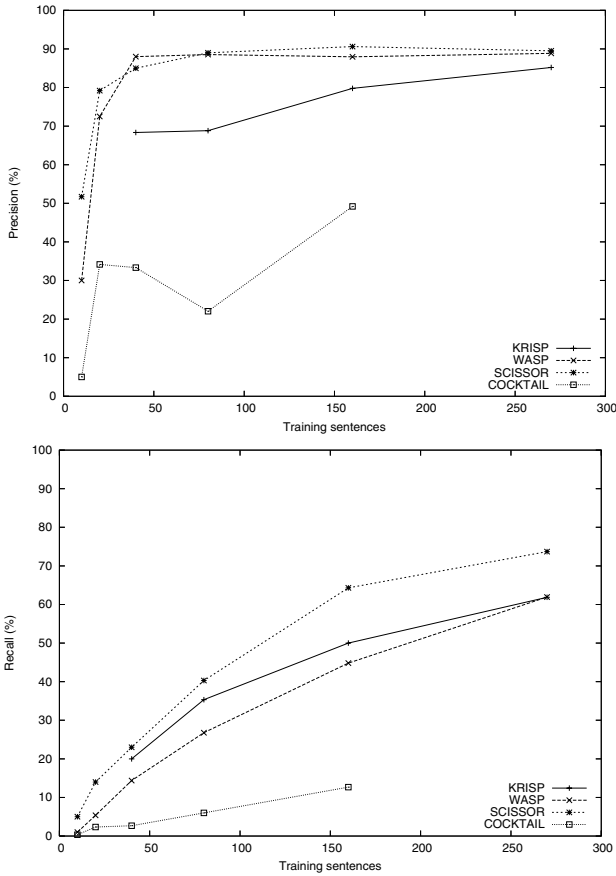 100
90
80
70
60
50
40
30
20
10
0
Precision (%)
KRISP
WASP
SCISSOR
COCKTAIL
0 50 100 150 200 250 300
Training sentences
100
90
80
70
60
50
40
30
20
10
0
Recall (%)
KRISP
WASP
SCISSOR
COCKTAIL
0 50 100 150 200 250 300
Training sentences